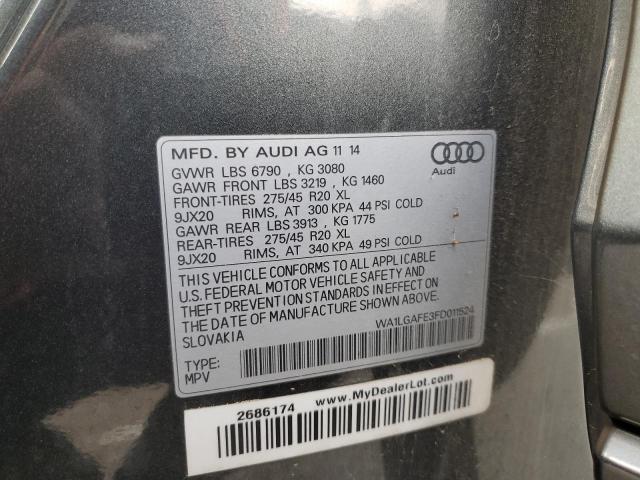 MFD. BY AUDI AG 11 14
GVWR LBS 6790 , KG 3080
GAWR FRONT LBS 3219 , KG 1460
FRONT-TIRES 275/45 R20 XL
9JX20 RIMS, AT 300 KPA 44 PSI COLD
GAWR REAR LBS 3913 , KG 1775
REAR-TIRES 275/45 R20 XL
9JX20 RIMS, AT 340 KPA 49 PSI COLD
Audi
THIS VEHICLE CONFORMS TO ALL APPLICABLE
U.S. FEDERAL MOTOR VEHICLE SAFETY AND
THEFT PREVENTION STANDARDS IN EFFECT ON
THE DATE OF MANUFACTURE SHOWN ABOVE.
SLOVAKIA
WA1LGAFE3FD011524
TYPE:
MPV
2686174 www.MyDealerLot.com